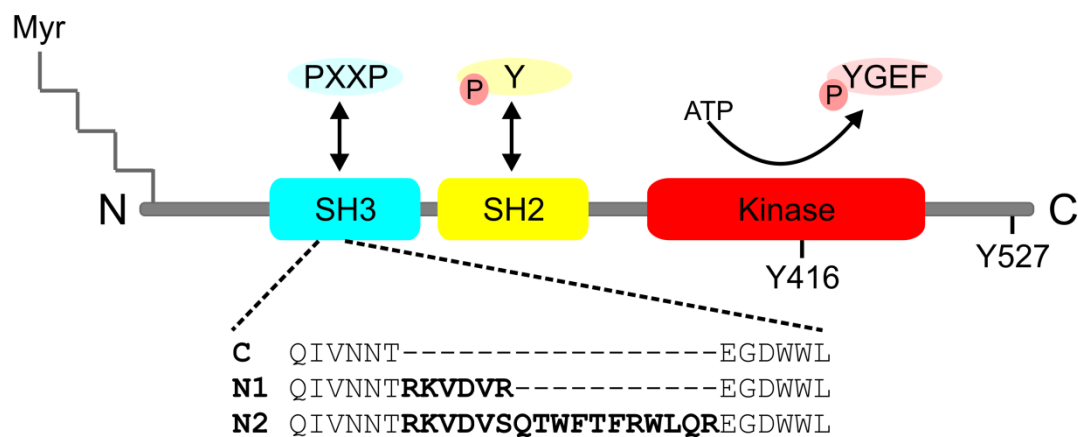 Myr
PXXP
P Y
ATP
P YGEF
N SH3 SH2 Kinase C
Y416
Y527
C QIVNNT-----------------EGDWWL
N1 QIVNNTRKVDVR-----------EGDWWL
N2 QIVNNTRKVDVSQTWFTFRWLQREGDWWL